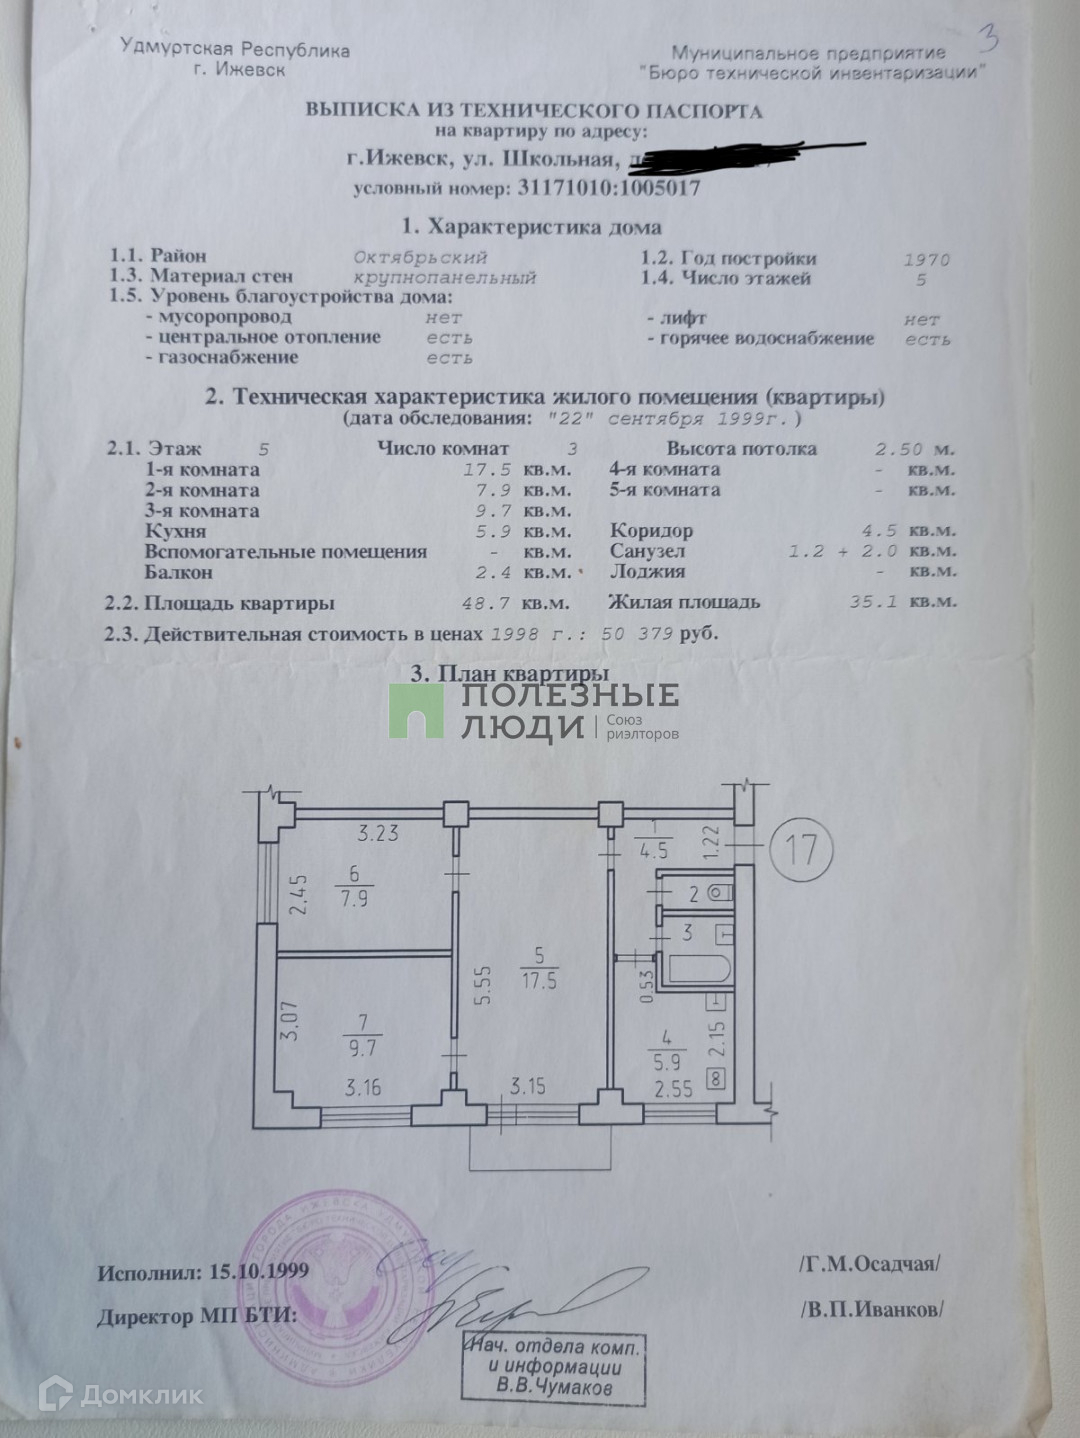 3
Удмуртская Республика
г. Ижевск
Муниципальное предприятие
"Бюро технической инвентаризации"
ВЫПИСКА ИЗ ТЕХНИЧЕСКОГО ПАСПОРТА
на квартиру по адресу:
г.Ижевск, ул. Школьная,
условный номер: 31171010:1005017
1. Характеристика дома
1.1. Район Октябрьский 1.2. Год постройки 1970
1.3. Материал стен крупнопанельный 1.4. Число этажей 5
1.5. Уровень благоустройства дома:
- мусоропровод нет - лифт нет
- центральное отопление есть - горячее водоснабжение есть
- газоснабжение есть
2. Техническая характеристика жилого помещения (квартиры)
(дата обследования: "22" сентября 1999г. )
2.1. Этаж 5 Число комнат 3 Высота потолка 2.50 м.
1-я комната 17.5 кв.м. 4-я комната - кв.м.
2-я комната 7.9 кв.м. 5-я комната - кв.м.
3-я комната 9.7 кв.м.
Кухня 5.9 кв.м. Коридор 4.5 кв.м.
Вспомогательные помещения - кв.м. Санузел 1.2 + 2.0 кв.м.
Балкон 2.4 кв.м. Лоджия - кв.м.
2.2. Площадь квартиры 48.7 кв.м. Жилая площадь 35.1 кв.м.
2.3. Действительная стоимость в ценах 1998 г.: 50 379 руб.
3. План квартиры
ПОЛЕЗНЫЕ
ЛЮДИ Союз
риэлторов
3.23
1
4.5
1.22
17
6
7.9
2.45
2
3
5
17.5
5.55
0.53
3.07
7
9.7
4
5.9
2.15
8
3.16
3.15
2.55
Исполнил: 15.10.1999 /Г.М.Осадчая/
Директор МП БТИ: /В.П.Иванков/
Нач. отдела комп.
и информации
В.В.Чумаков
Домклик